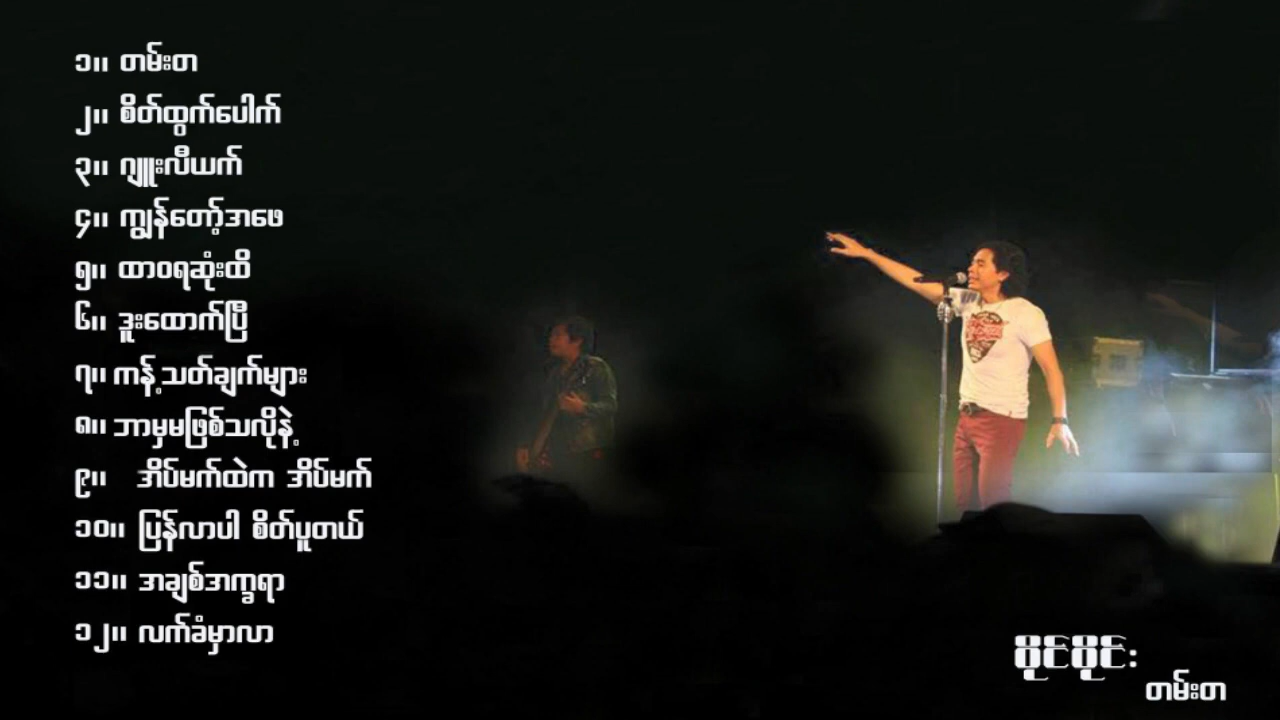 ၁။ တမ်းတ
၂။ စိတ်ထွက်ပေါက်
၃။ ဂျူးလီယက်
၄။ ကျွန်တော့်အဖေ
၅။ ထာဝရဆုံးထိ
၆။ ဒူးထောက်ပြီ
၇။ ကန့်သတ်ချက်များ
၈။ ဘာမှမဖြစ်သလိုနဲ့
၉။ အိပ်မက်ထဲက အိပ်မက်
၁၀။ ပြန်လာပါ စိတ်ပူတယ်
၁၁။ အချစ်အက္ခရာ
၁၂။ လက်ခံမှာလာ
ဝိုင်ဝိုင်း
တမ်းတ